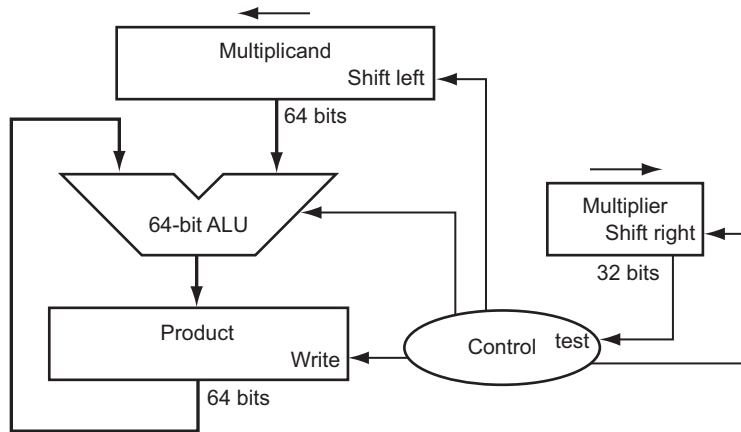 Multiplicand
Shift left
64 bits
64-bit ALU
Multiplier
Shift right
32 bits
Product
Write
Control
test
64 bits